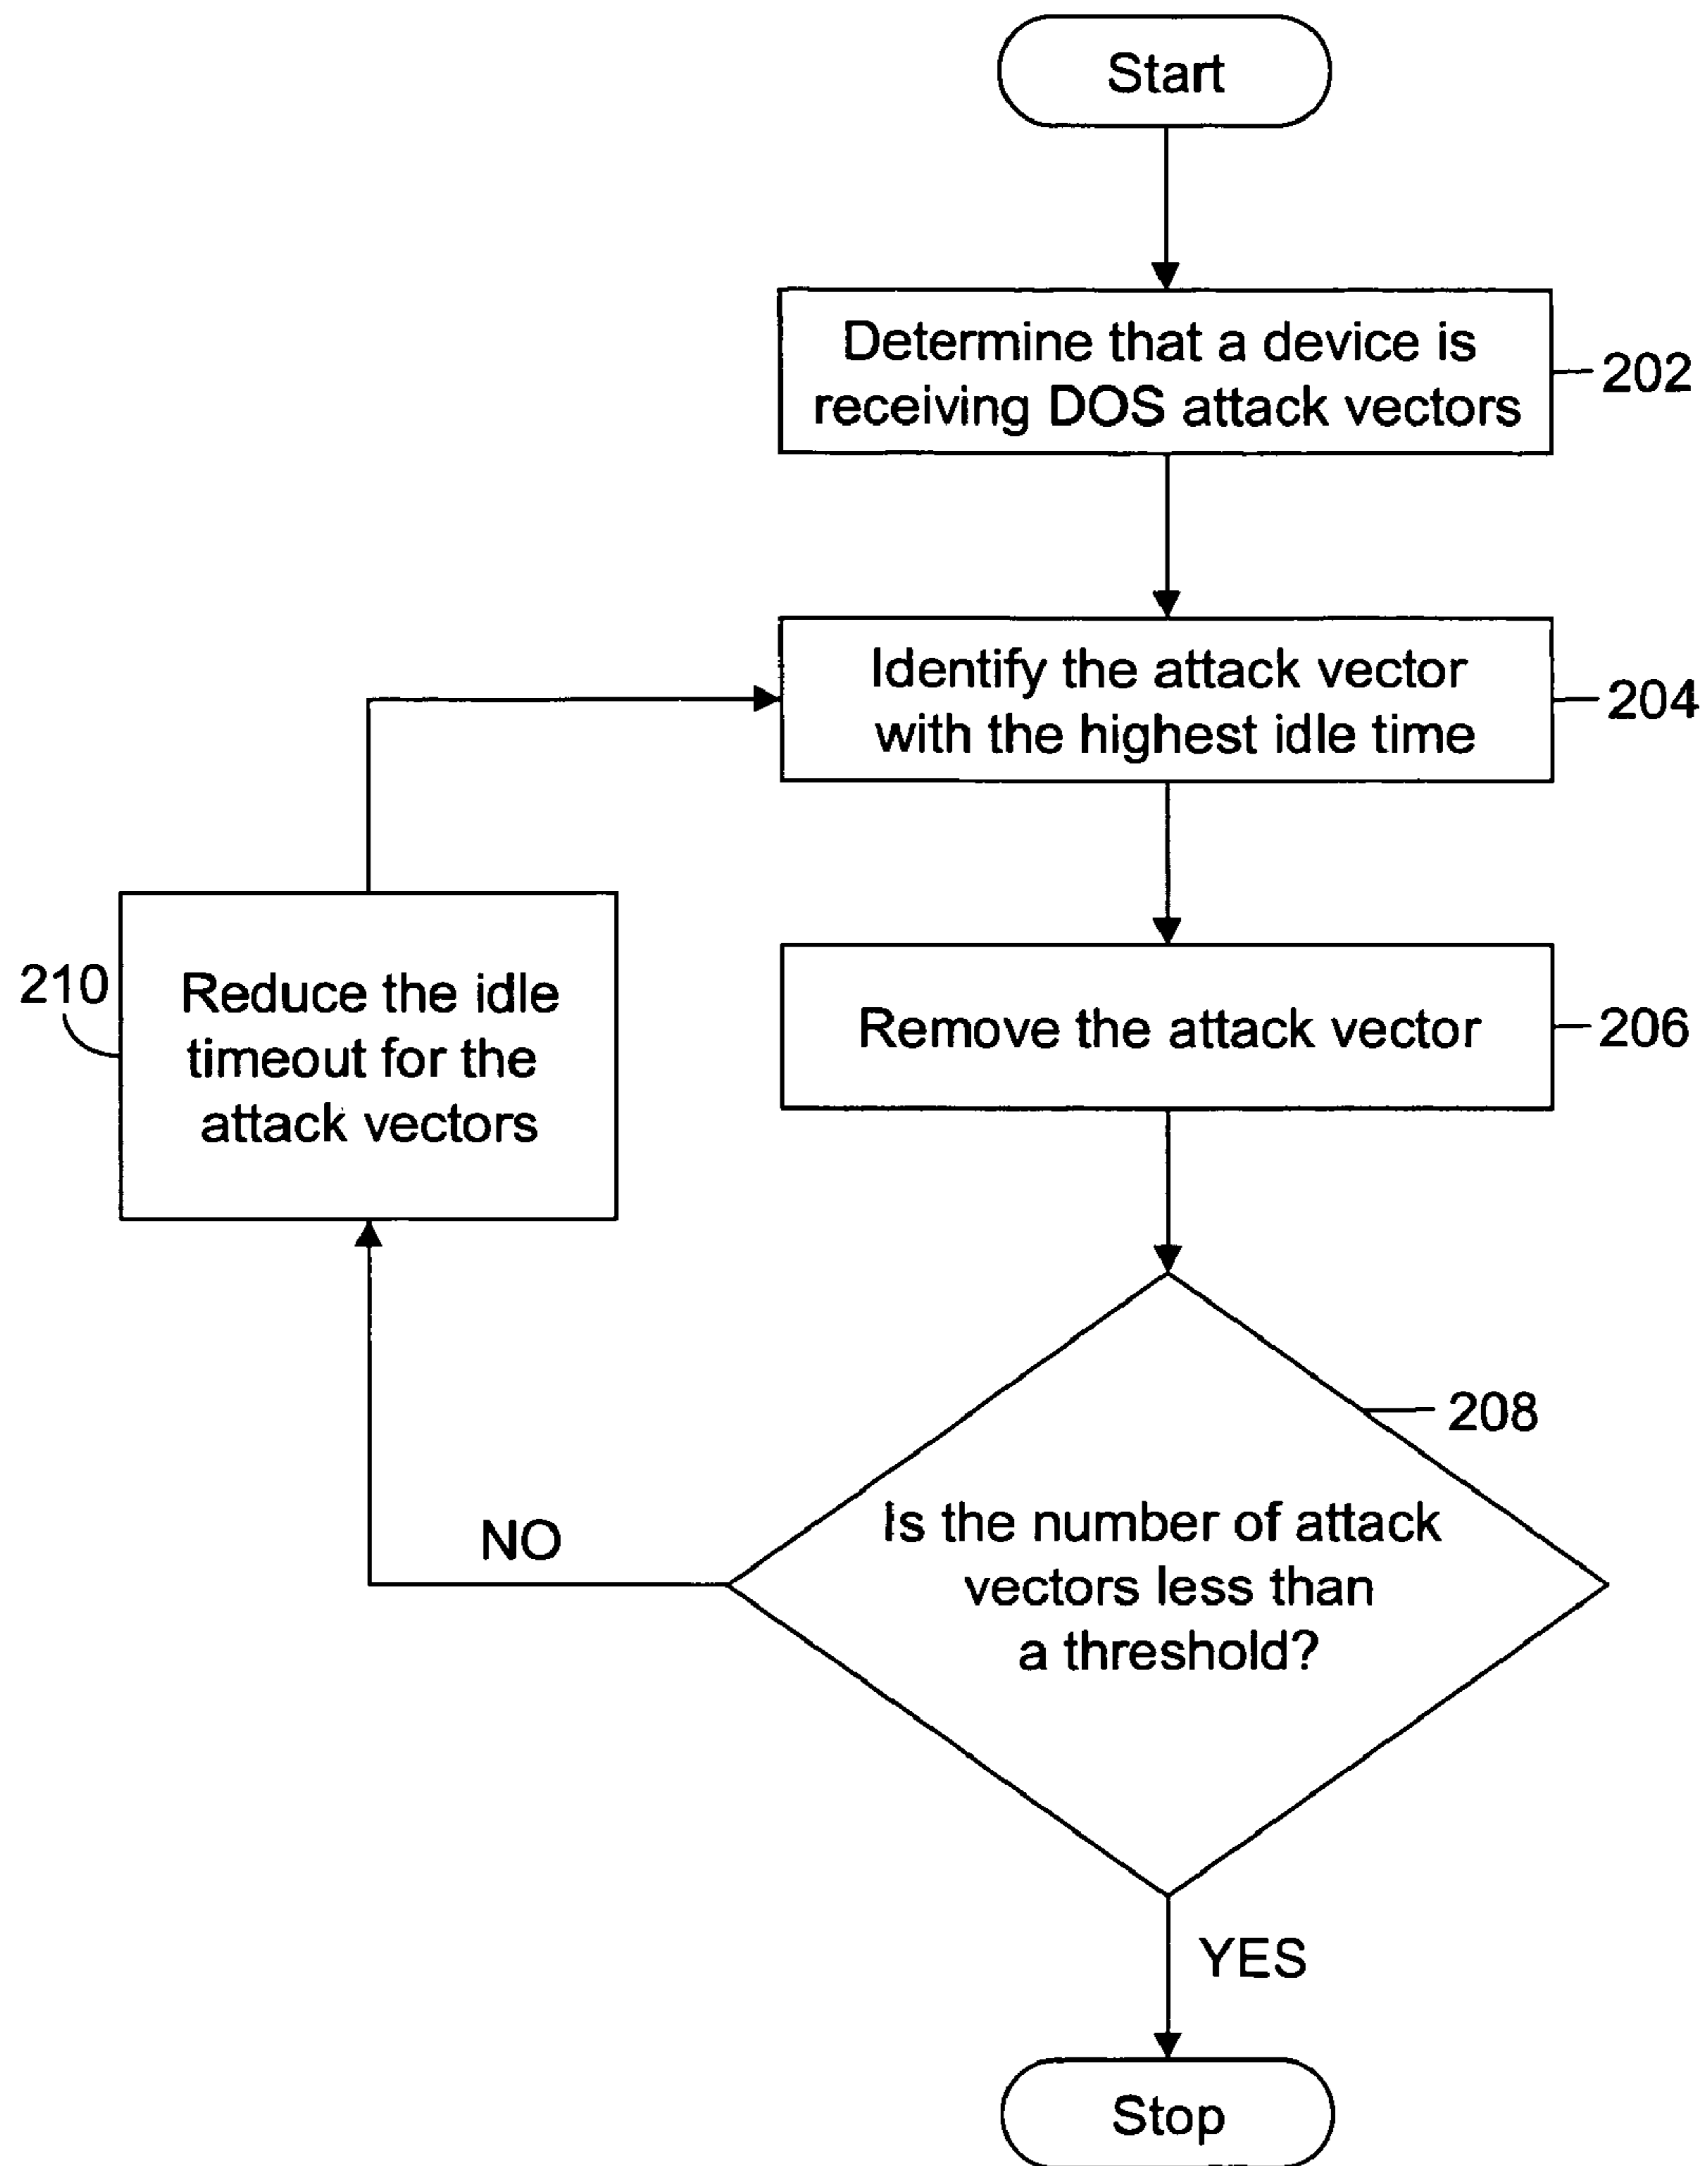 Start
Determine that a device is
receiving DOS attack vectors
202
Identify the attack vector
with the highest idle time
204
Remove the attack vector
206
210
Reduce the idle
timeout for the
attack vectors
208
Is the number of attack
vectors less than
a threshold?
NO
YES
Stop